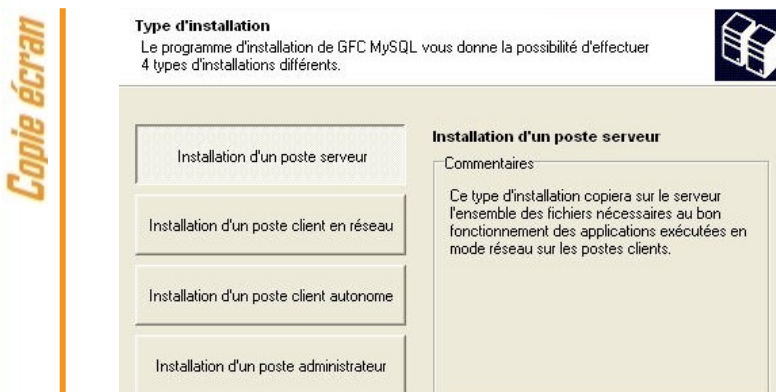 Copie écran
Type d'installation
Le programme d'installation de GFC MySQL vous donne la possibilité d'effectuer
4 types d'installations différents.
Installation d'un poste serveur
Installation d'un poste client en réseau
Installation d'un poste client autonome
Installation d'un poste administrateur
Installation d'un poste serveur
Commentaires
Ce type d'installation copiera sur le serveur
l'ensemble des fichiers nécessaires au bon
fonctionnement des applications exécutées en
mode réseau sur les postes clients.